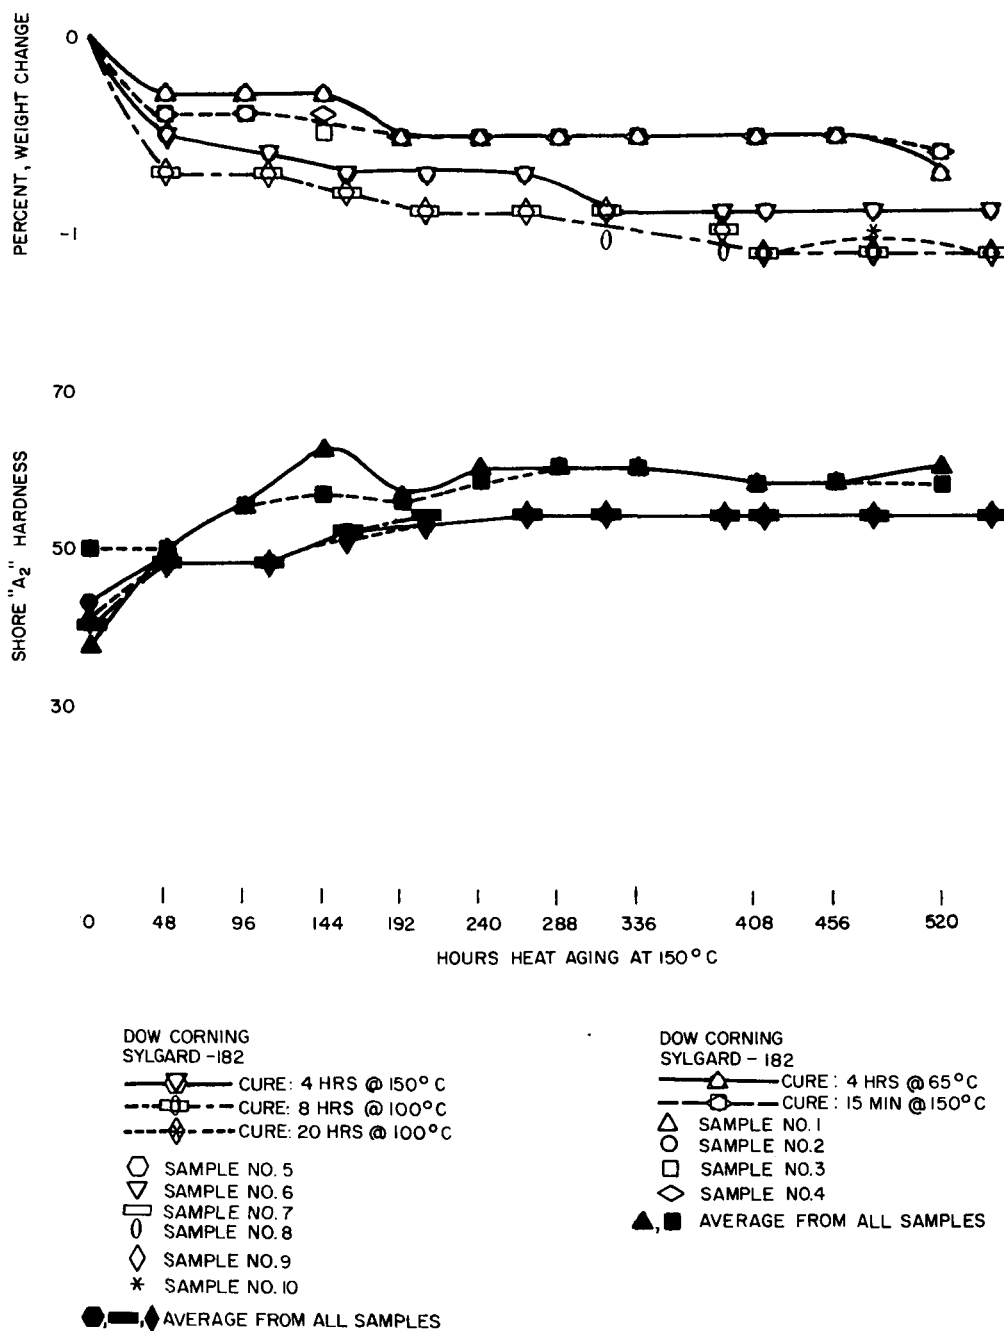 PERCENT, WEIGHT CHANGE
0
-1
SHORE "A2" HARDNESS
70
50
30
0 48 96 144 192 240 288 336 408 456 520
HOURS HEAT AGING AT 150°C
DOW CORNING
SYLGARD -182
CURE: 4 HRS @ 150°C
CURE: 8 HRS @ 100°C
CURE: 20 HRS @ 100°C
SAMPLE NO. 5
SAMPLE NO. 6
SAMPLE NO. 7
SAMPLE NO. 8
SAMPLE NO. 9
SAMPLE NO. 10
AVERAGE FROM ALL SAMPLES
DOW CORNING
SYLGARD - 182
CURE: 4 HRS @ 65°C
CURE: 15 MIN @ 150°C
SAMPLE NO. 1
SAMPLE NO. 2
SAMPLE NO. 3
SAMPLE NO. 4
AVERAGE FROM ALL SAMPLES